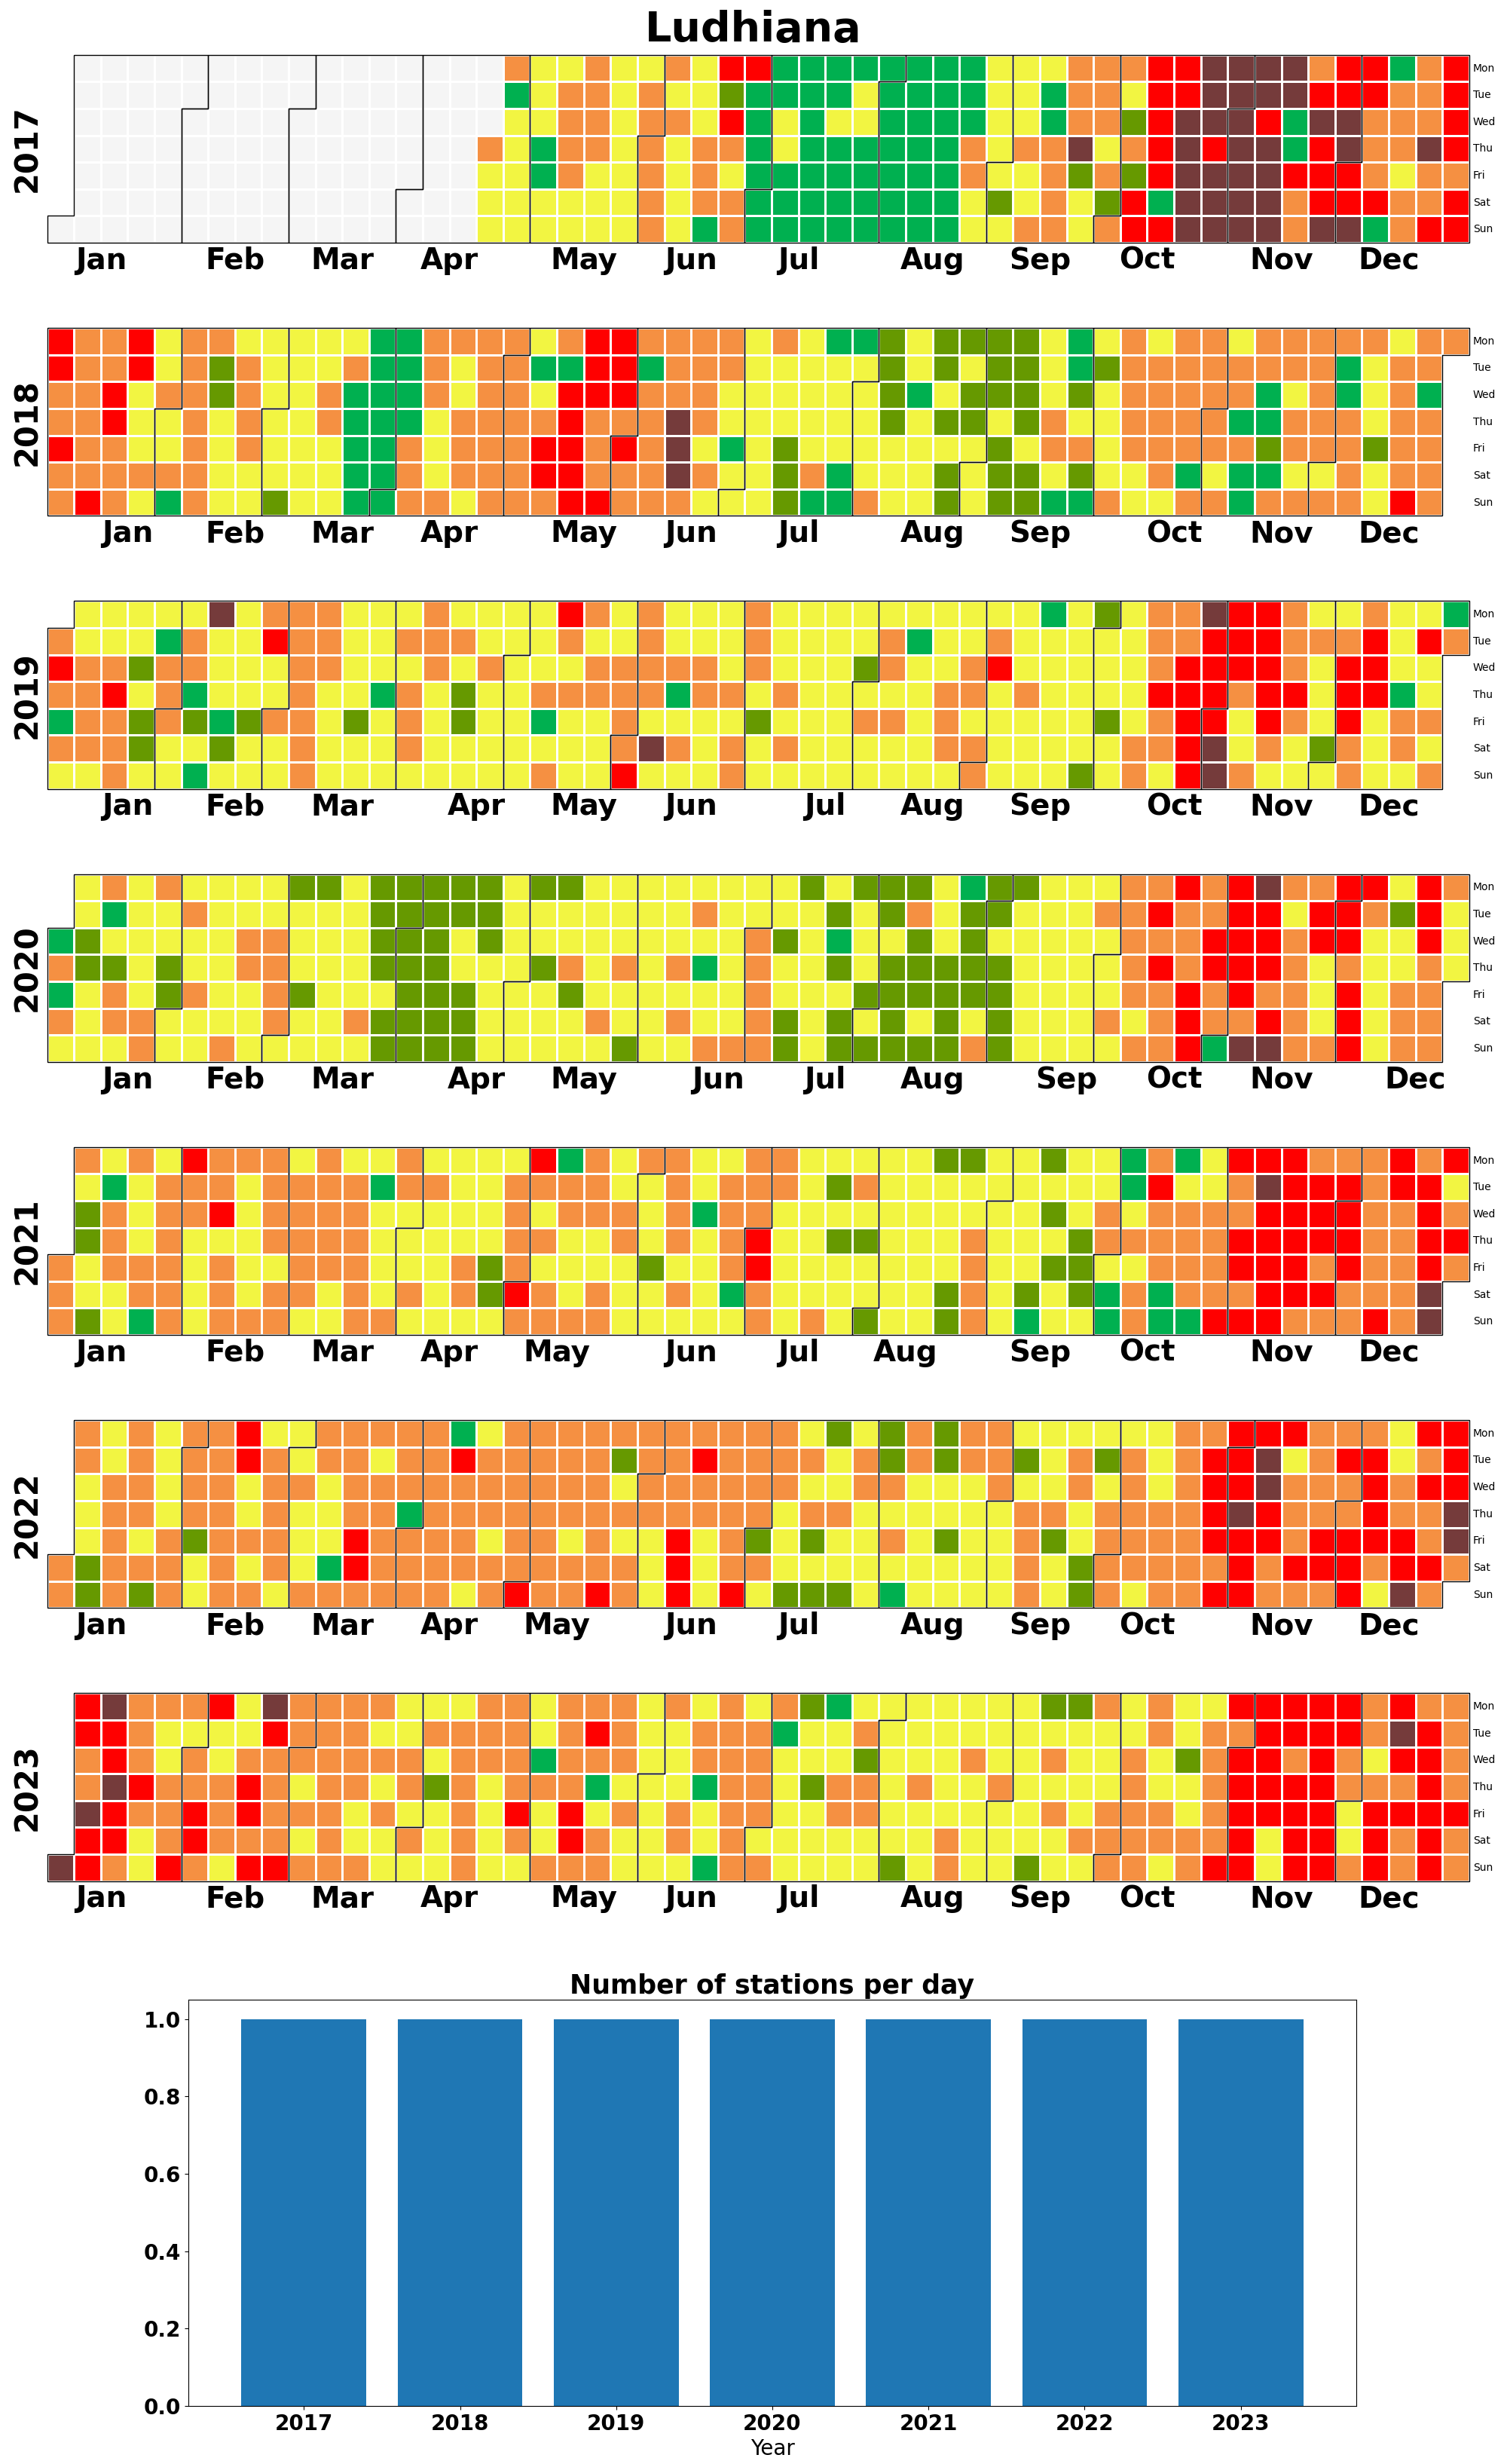 Ludhiana
2017
Mon
Tue
Wed
Thu
Fri
Sat
Sun
Jan Feb Mar Apr May Jun Jul Aug Sep Oct Nov Dec
2018
Mon
Tue
Wed
Thu
Fri
Sat
Sun
Jan Feb Mar Apr May Jun Jul Aug Sep Oct Nov Dec
2019
Mon
Tue
Wed
Thu
Fri
Sat
Sun
Jan Feb Mar Apr May Jun Jul Aug Sep Oct Nov Dec
2020
Mon
Tue
Wed
Thu
Fri
Sat
Sun
Jan Feb Mar Apr May Jun Jul Aug Sep Oct Nov Dec
2021
Mon
Tue
Wed
Thu
Fri
Sat
Sun
Jan Feb Mar Apr May Jun Jul Aug Sep Oct Nov Dec
2022
Mon
Tue
Wed
Thu
Fri
Sat
Sun
Jan Feb Mar Apr May Jun Jul Aug Sep Oct Nov Dec
2023
Mon
Tue
Wed
Thu
Fri
Sat
Sun
Jan Feb Mar Apr May Jun Jul Aug Sep Oct Nov Dec
Number of stations per day
1.0
0.8
0.6
0.4
0.2
0.0
2017 2018 2019 2020 2021 2022 2023
Year